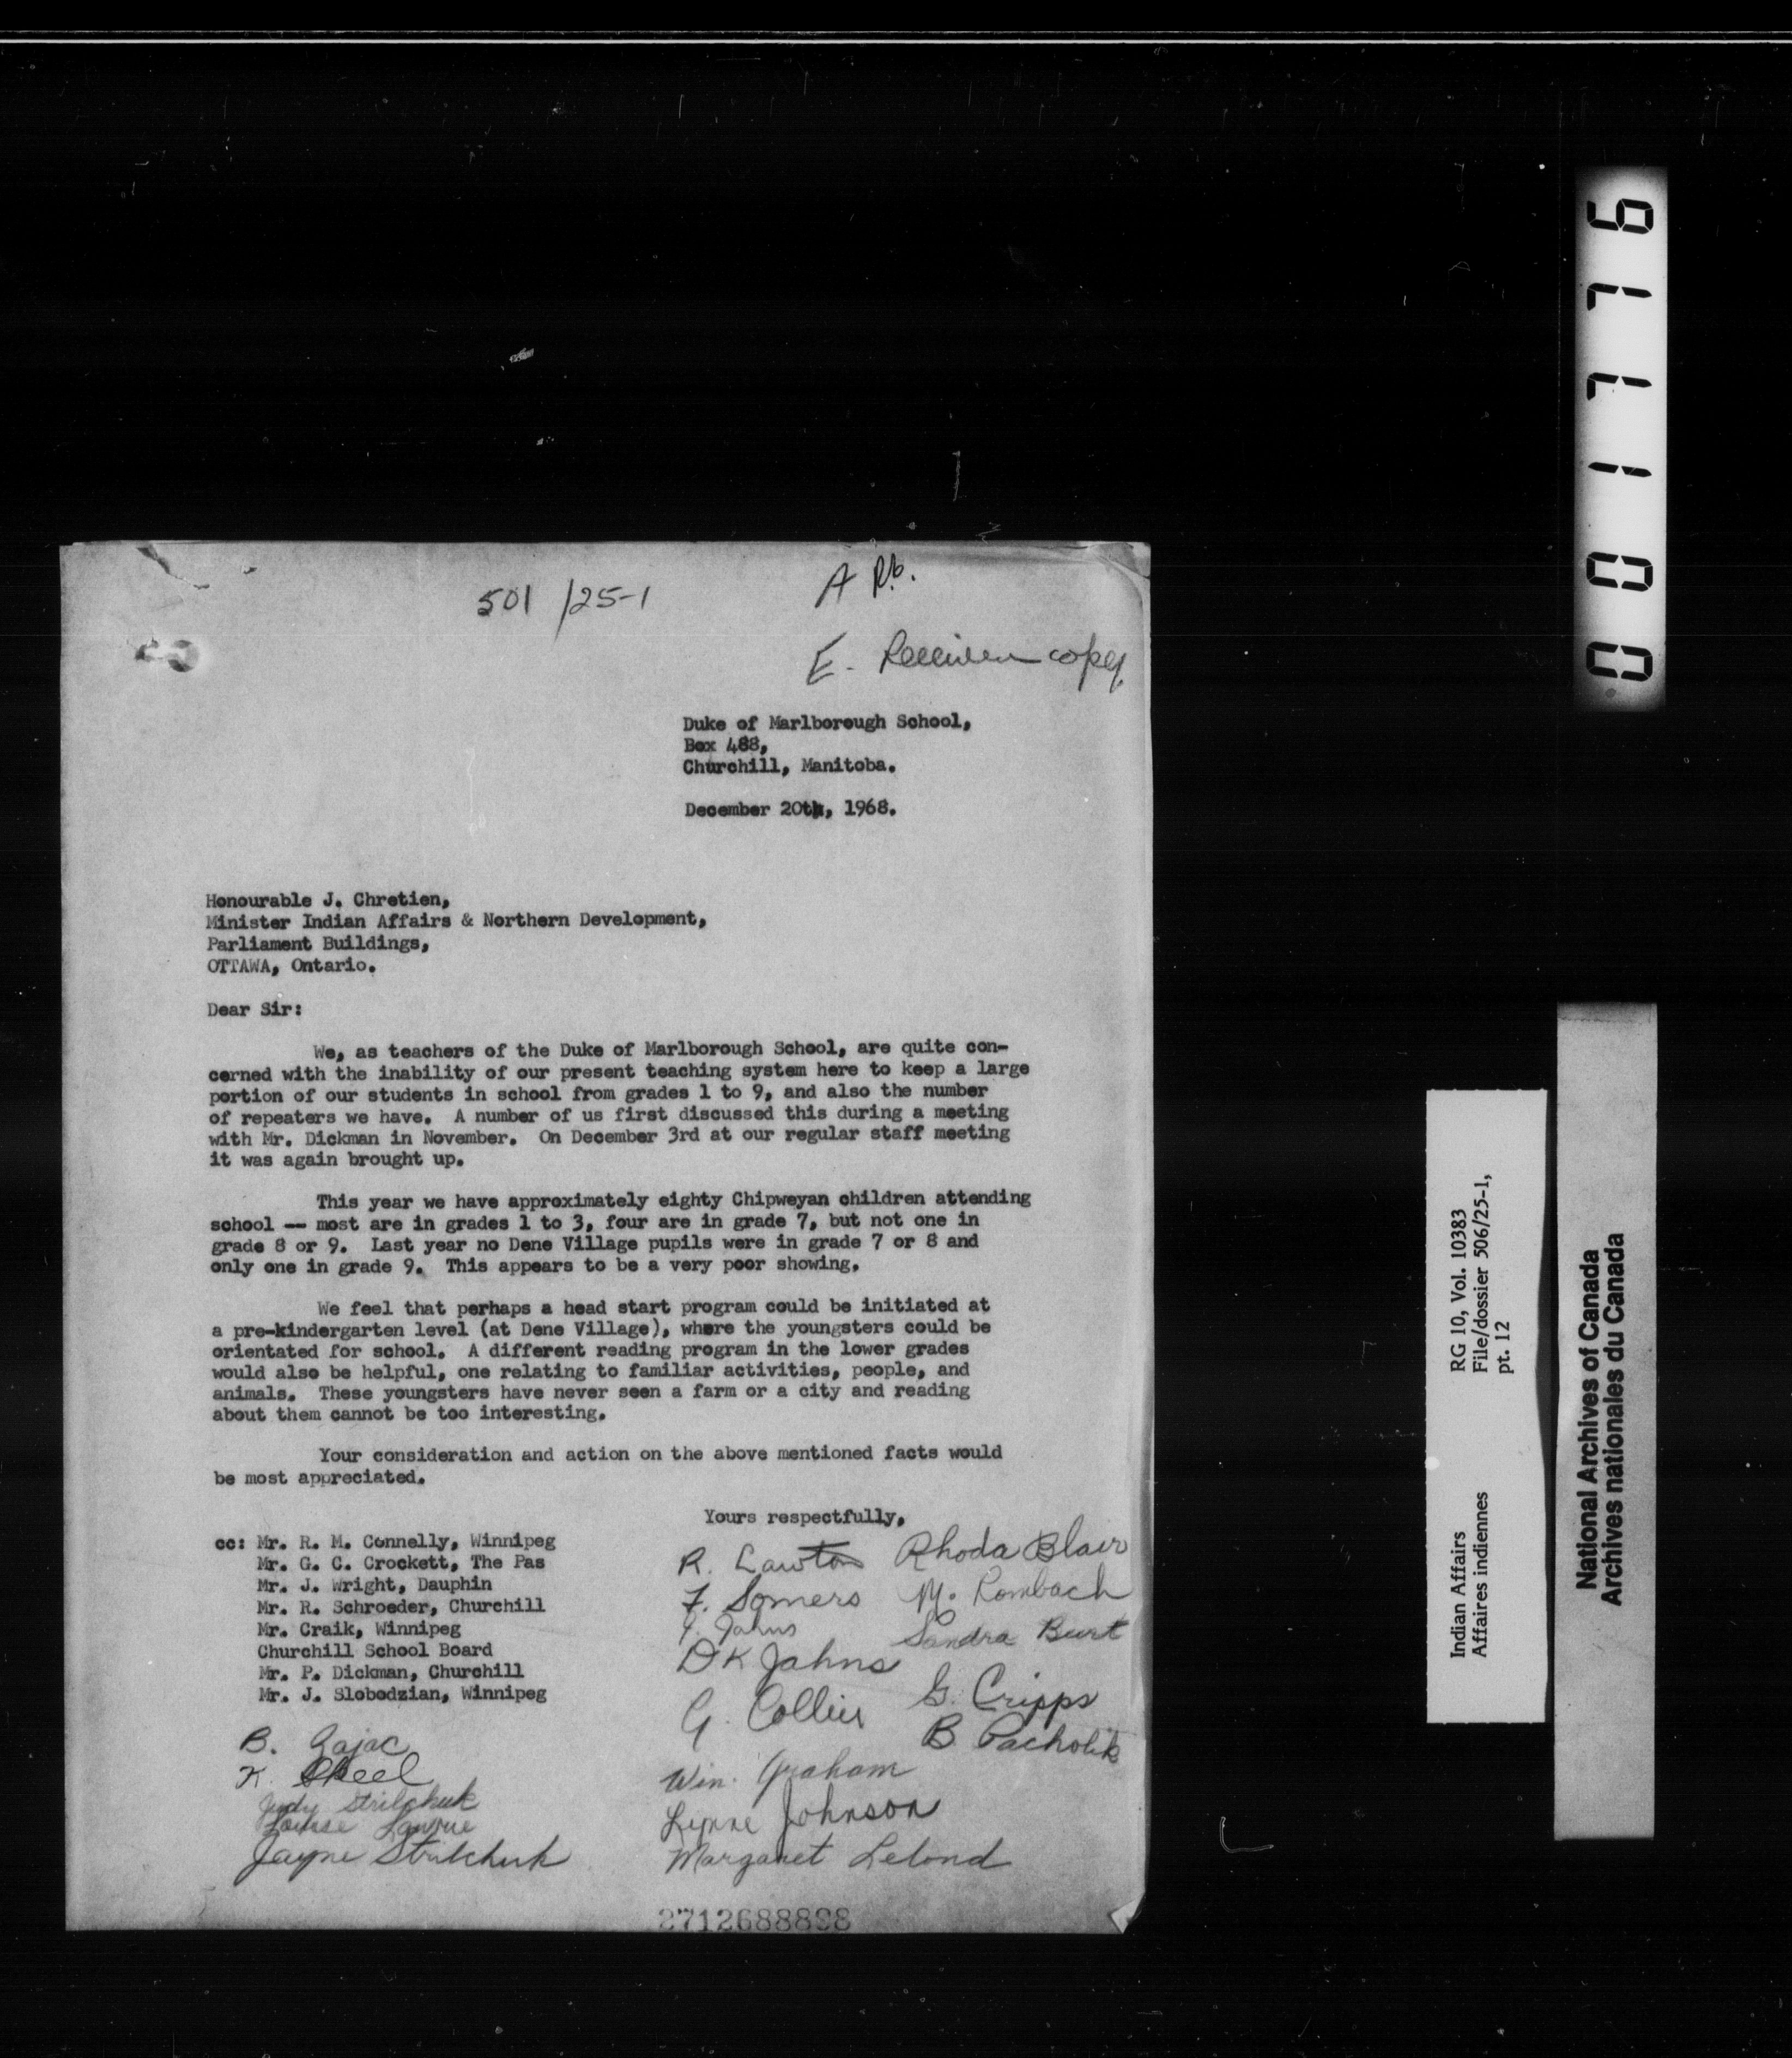 501 /25-1
A
E. Receiven copy
Duke of Marlborough School,
Box 488,
Churchill, Manitoba.
December 20th, 1968.
Honourable J. Chretien,
Minister Indian Affairs & Northern Development,
Parliament Buildings,
OTTAWA, Ontario.
Dear Sir:
We, as teachers of the Duke of Marlborough School, are quite con-
cerned with the inability of our present teaching system here to keep a large
portion of our students in school from grades 1 to 9, and also the number
of repeaters we have. A number of us first discussed this during a meeting
with Mr. Dickman in November. On December 3rd at our regular staff meeting
it was again brought up.
This year we have approximately eighty Chipweyan children attending
school -- most are in grades 1 to 3, four are in grade 7, but not one in
grade 8 or 9. Last year no Dene Village pupils were in grade 7 or 8 and
only one in grade 9. This appears to be a very poor showing.
We feel that perhaps a head start program could be initiated at
a pre-kindergarten level (at Dene Village), where the youngsters could be
orientated for school. A different reading program in the lower grades
would also be helpful, one relating to familiar activities, people, and
animals. These youngsters have never seen a farm or a city and reading
about them cannot be too interesting.
Your consideration and action on the above mentioned facts would
be most appreciated.
Yours respectfully,
cc: Mr. R. M. Connelly, Winnipeg
Mr. G. C. Crockett, The Pas
Mr. J. Wright, Dauphin
Mr. R. Schroeder, Churchill
Mr. Craik, Winnipeg
Churchill School Board
Mr. P. Dickman, Churchill
Mr. J. Slobodzian, Winnipeg
R. Lawton
Rhoda Blair
F. Somers
M. Rombach
Jahns
Sandra Burt
D K Jahns
G. Collier
G. Cripps
B Pacholik
Win. Graham
Lynne Johnson
Margaret Lelond
B. Zajac
K. Skeel
Judy Strilchuk
Louise
Jayne Strilchuk
2712688898
0011776
Indian Affairs
Affaires indiennes
RG 10, Vol. 10383
File/dossier 506/25-1,
pt. 12
National Archives of Canada
Archives nationales du Canada